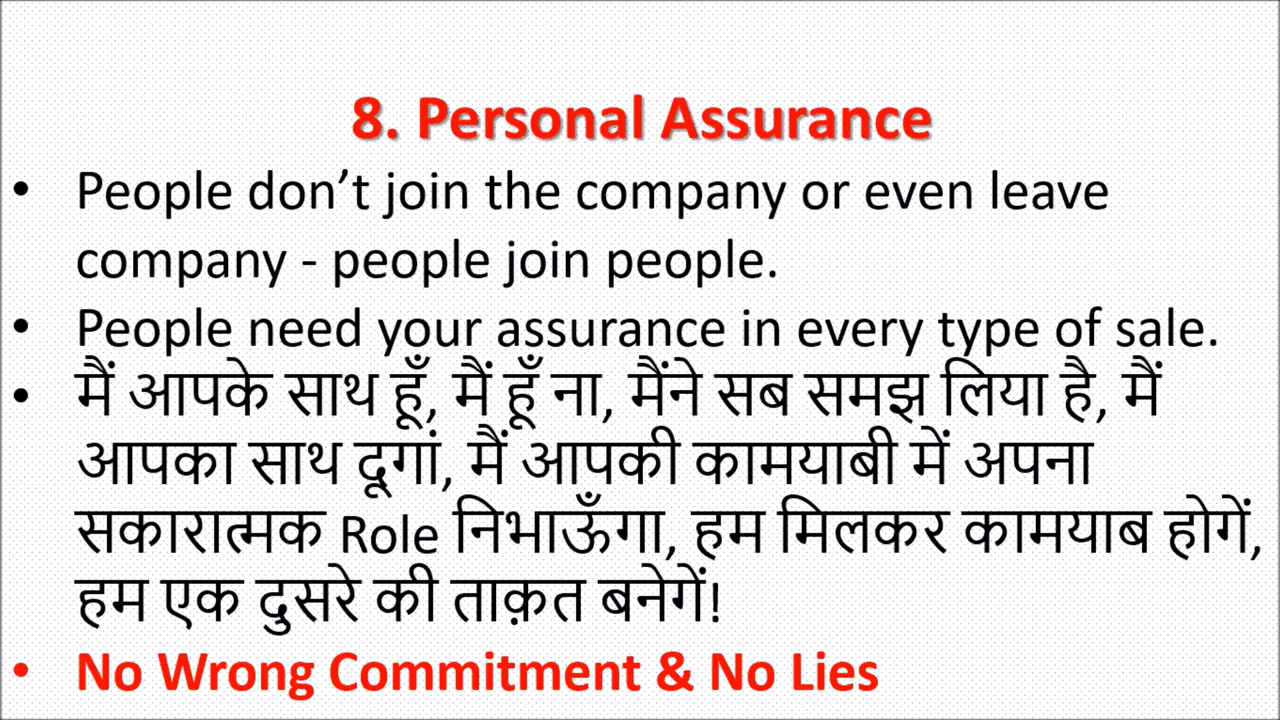 8. Personal Assurance
• People don’t join the company or even leave
company - people join people.
• People need your assurance in every type of sale.
• मैं आपके साथ हूँ, मैं हूँ ना, मैंने सब समझ लिया है, मैं
आपका साथ दूगां, मैं आपकी कामयाबी में अपना
सकारात्मक Role निभाऊँगा, हम मिलकर कामयाब होगें,
हम एक दुसरे की ताक़त बनेगें!
• No Wrong Commitment & No Lies